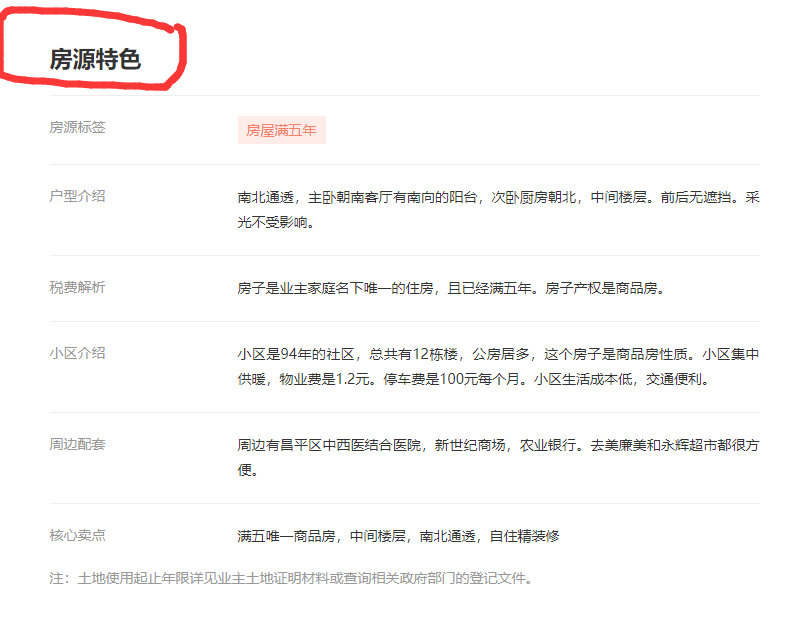 房源特色
房源标签
房屋满五年
户型介绍
南北通透，主卧朝南客厅有南向的阳台，次卧厨房朝北，中间楼层。前后无遮挡。采
光不受影响。
税费解析
房子是业主家庭名下唯一的住房，且已经满五年。房子产权是商品房。
小区介绍
小区是94年的社区，总共有12栋楼，公房居多，这个房子是商品房性质。小区集中
供暖，物业费是1.2元。停车费是100元每个月。小区生活成本低，交通便利。
周边配套
周边有昌平区中西医结合医院，新世纪商场，农业银行。去美廉美和永辉超市都很方
便。
核心卖点
满五唯一商品房，中间楼层，南北通透，自住精装修
注：土地使用起止年限详见业主土地证明材料或查询相关政府部门的登记文件。